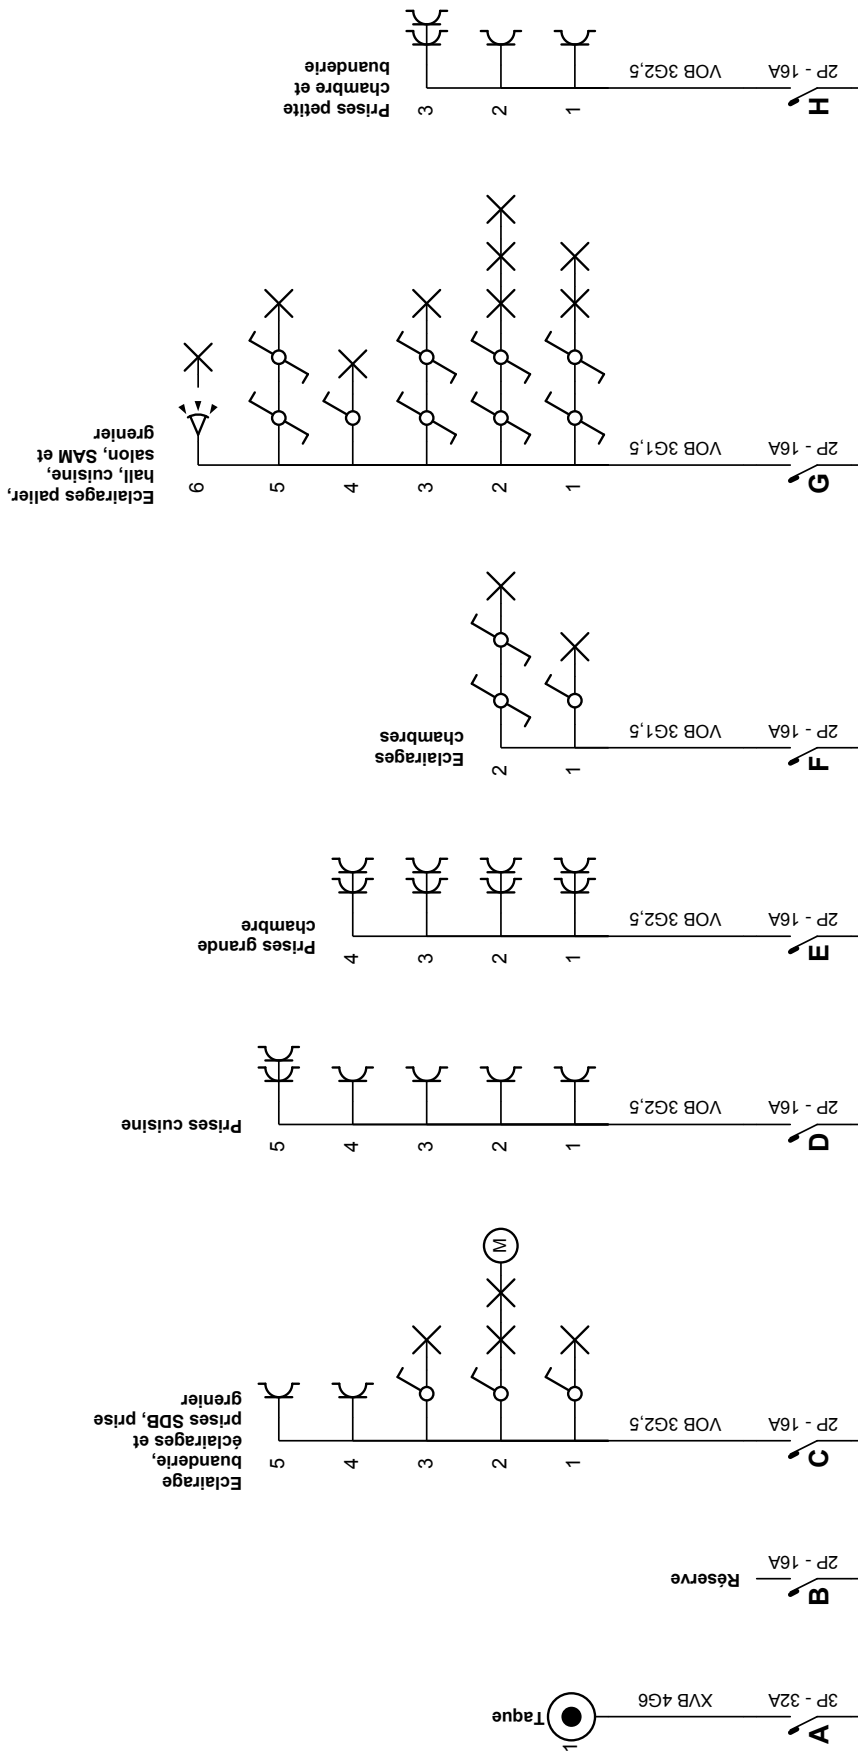 Prises petite
chambre et
buanderie
3
2
1
VOB 3G2,5
2P - 16A
H
Eclairages palier,
hall, cuisine,
salon, SAM et
grenier
6
5
4
3
2
1
VOB 3G1,5
2P - 16A
G
Eclairages
chambres
2
1
VOB 3G1,5
2P - 16A
F
Prises grande
chambre
4
3
2
1
VOB 3G2,5
2P - 16A
E
Prises cuisine
5
4
3
2
1
VOB 3G2,5
2P - 16A
D
M
Eclairage
buanderie,
éclairages et
prises SDB, prise
grenier
5
4
3
2
1
VOB 3G2,5
2P - 16A
C
Réserve
2P - 16A
B
Taque
1
XVB 4G6
3P - 32A
A